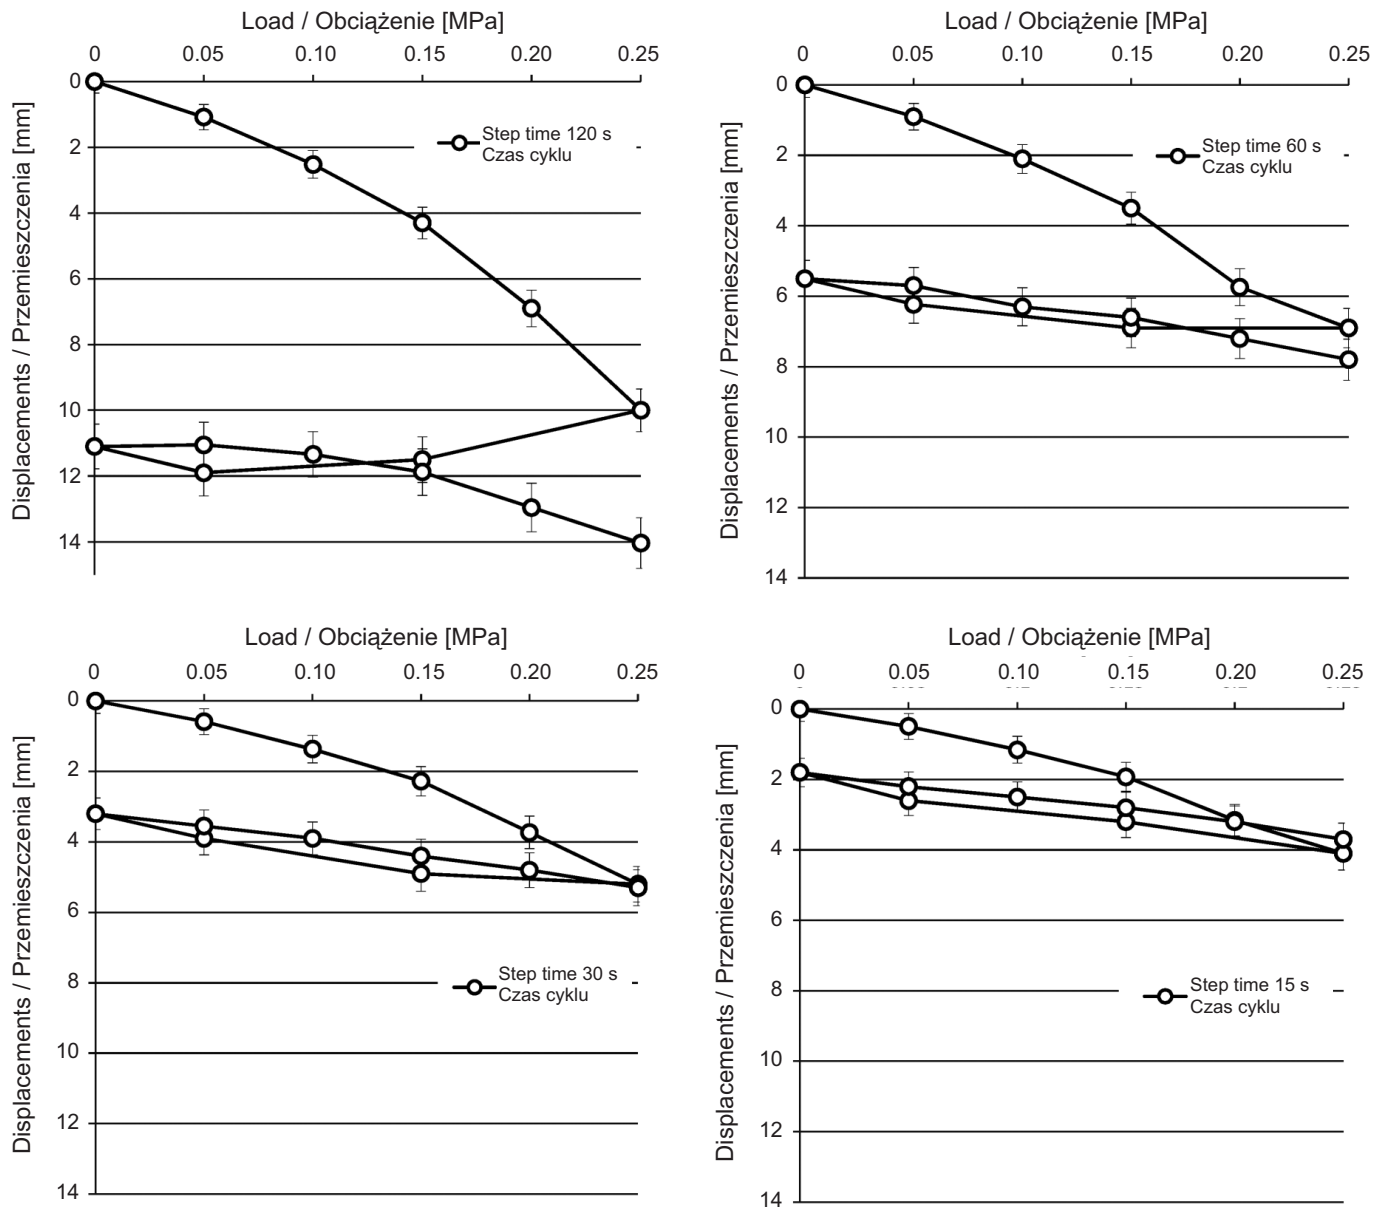 Load / Obciążenie [MPa]
0 0.05 0.10 0.15 0.20 0.25
Displacements / Przemieszczenia [mm]
0
2
4
6
8
10
12
14
Step time 120 s
Czas cyklu
Load / Obciążenie [MPa]
0 0.05 0.10 0.15 0.20 0.25
Displacements / Przemieszczenia [mm]
0
2
4
6
8
10
12
14
Step time 60 s
Czas cyklu
Load / Obciążenie [MPa]
0 0.05 0.10 0.15 0.20 0.25
Displacements / Przemieszczenia [mm]
0
2
4
6
8
10
12
14
Step time 30 s
Czas cyklu
Load / Obciążenie [MPa]
0 0.05 0.10 0.15 0.20 0.25
Displacements / Przemieszczenia [mm]
0
2
4
6
8
10
12
14
Step time 15 s
Czas cyklu